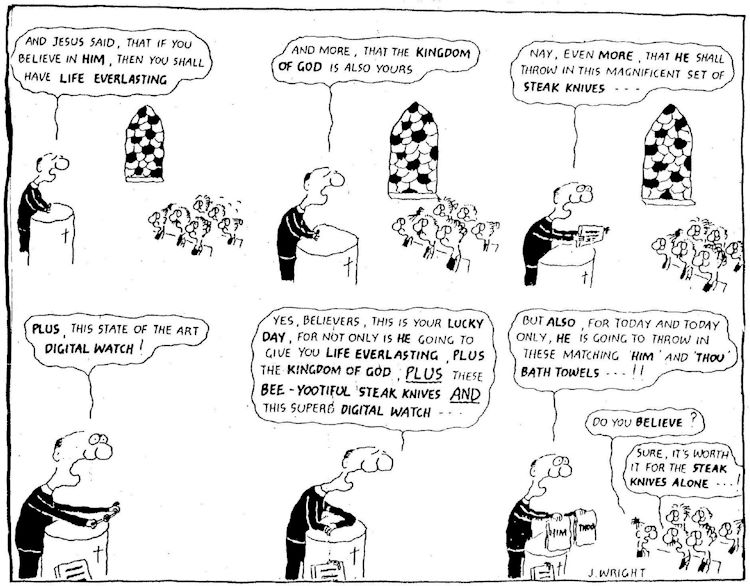 AND JESUS SAID, THAT IF YOU
BELIEVE IN HIM, THEN YOU SHALL
HAVE LIFE EVERLASTING
AND MORE, THAT THE KINGDOM
OF GOD IS ALSO YOURS
NAY, EVEN MORE, THAT HE SHALL
THROW IN THIS MAGNIFICENT SET OF
STEAK KNIVES - - -
PLUS, THIS STATE OF THE ART
DIGITAL WATCH!
YES, BELIEVERS, THIS IS YOUR LUCKY
DAY, FOR NOT ONLY IS HE GOING TO
GIVE YOU LIFE EVERLASTING, PLUS
THE KINGDOM OF GOD, PLUS THESE
BEE-YOOTIFUL STEAK KNIVES AND
THIS SUPERB DIGITAL WATCH - - -
BUT ALSO, FOR TODAY AND TODAY
ONLY, HE IS GOING TO THROW IN
THESE MATCHING 'HIM' AND 'THOU'
BATH TOWELS - - - !!
DO YOU BELIEVE?
SURE, IT'S WORTH
IT FOR THE STEAK
KNIVES ALONE - - - !
HIM
THOU
J. WRIGHT